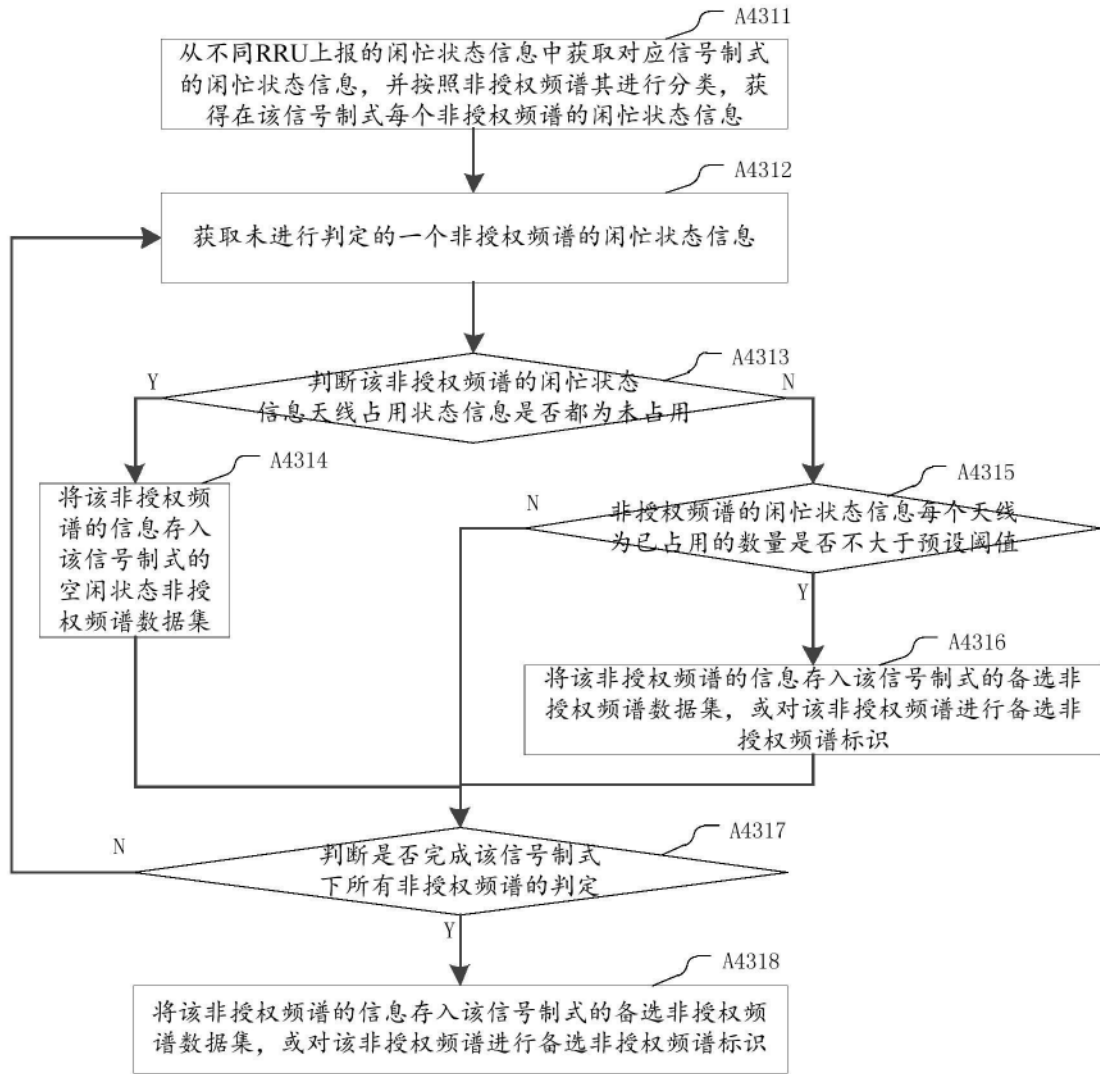 A4311
从不同RRU上报的闲忙状态信息中获取对应信号制式
的闲忙状态信息，并按照非授权频谱其进行分类，获
得在该信号制式每个非授权频谱的闲忙状态信息
A4312
获取未进行判定的一个非授权频谱的闲忙状态信息
A4313
Y
N
判断该非授权频谱的闲忙状态
信息天线占用状态信息是否都为未占用
A4314
将该非授权频
谱的信息存入
该信号制式的
空闲状态非授
权频谱数据集
A4315
N
非授权频谱的闲忙状态信息每个天线
为已占用的数量是否不大于预设阈值
Y
A4316
将该非授权频谱的信息存入该信号制式的备选非
授权频谱数据集，或对该非授权频谱进行备选非
授权频谱标识
A4317
N
判断是否完成该信号制式
下所有非授权频谱的判定
Y
A4318
将该非授权频谱的信息存入该信号制式的备选非授权频
谱数据集，或对该非授权频谱进行备选非授权频谱标识